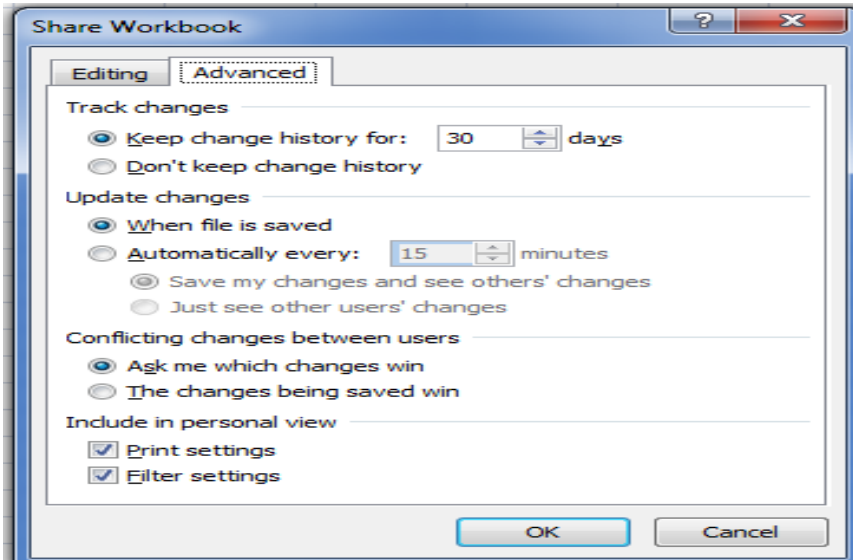 Share Workbook
Editing Advanced
Track changes
Keep change history for: 30 days
Don't keep change history
Update changes
When file is saved
Automatically every: 15 minutes
Save my changes and see others' changes
Just see other users' changes
Conflicting changes between users
Ask me which changes win
The changes being saved win
Include in personal view
Print settings
Filter settings
OK Cancel